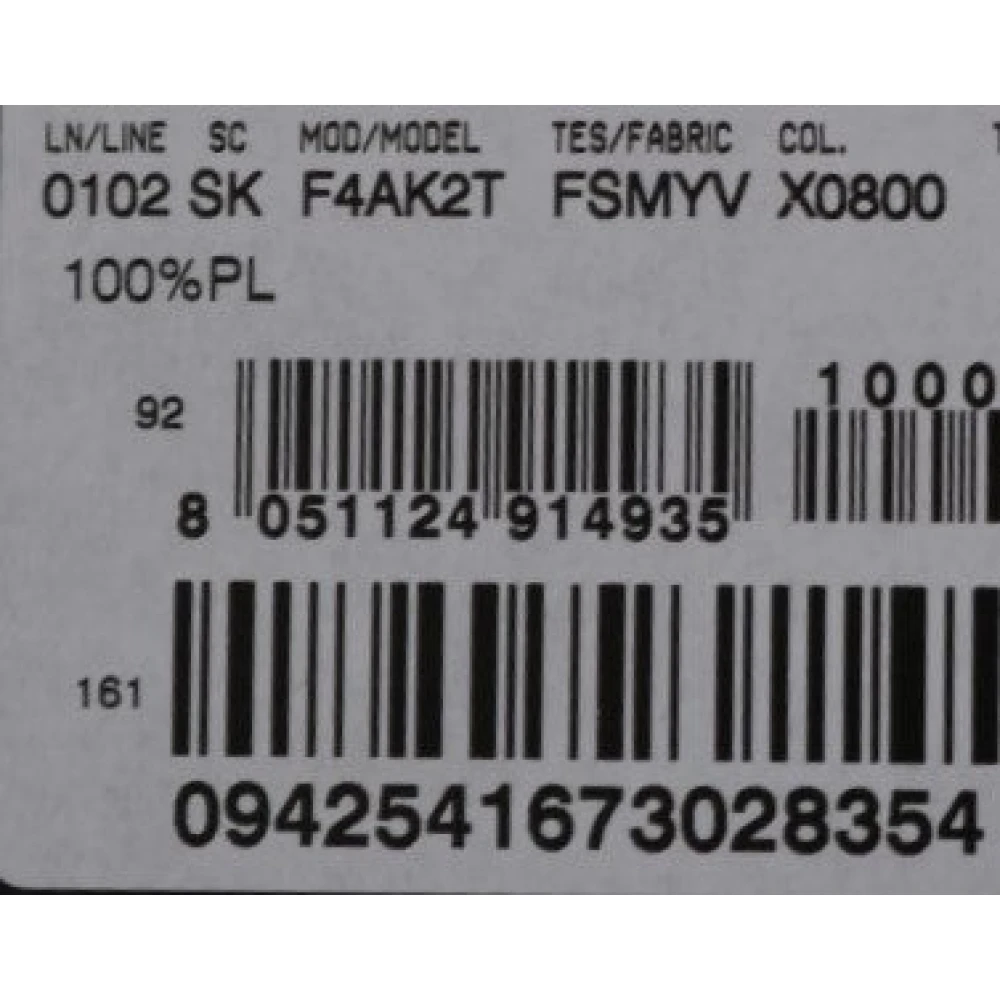 LN/LINE SC MOD/MODEL TES/FABRIC COL.
0102 SK F4AK2T FSMYV X0800
100%PL
92
1000
8 051124 914935
161
0942541673028354